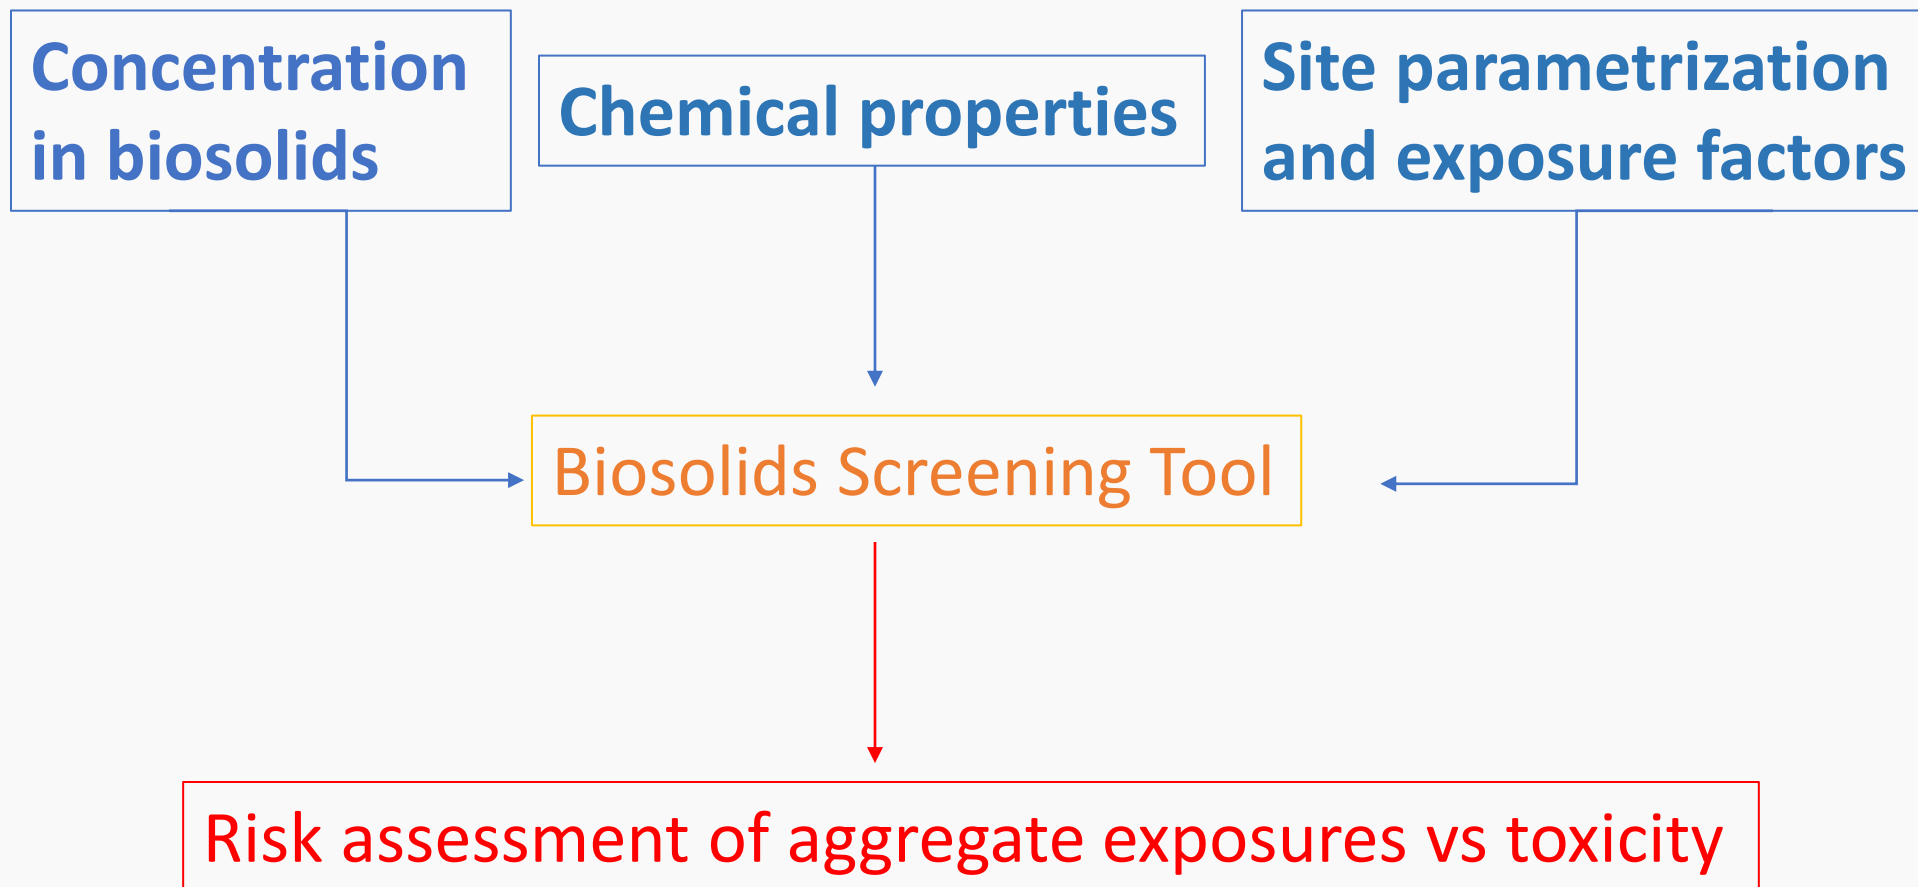 Concentration
in biosolids
Chemical properties
Site parametrization
and exposure factors
Biosolids Screening Tool
Risk assessment of aggregate exposures vs toxicity